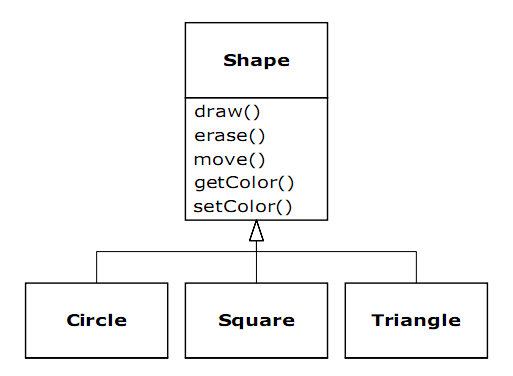 Shape
draw()
erase()
move()
getColor()
setColor()
Circle
Square
Triangle